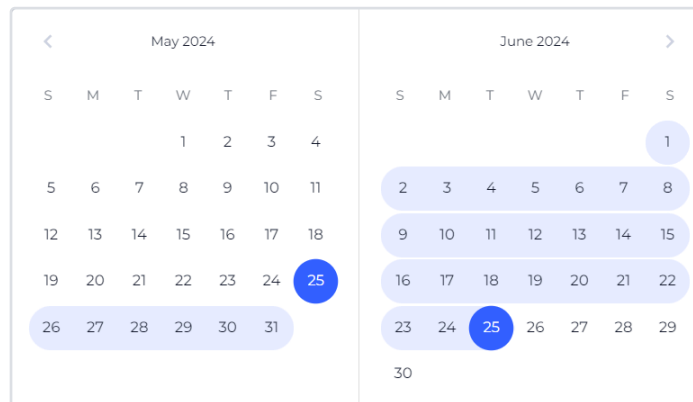 May 2024
S M T W T F S
1 2 3 4
5 6 7 8 9 10 11
12 13 14 15 16 17 18
19 20 21 22 23 24 25
26 27 28 29 30 31
June 2024
S M T W T F S
1
2 3 4 5 6 7 8
9 10 11 12 13 14 15
16 17 18 19 20 21 22
23 24 25 26 27 28 29
30